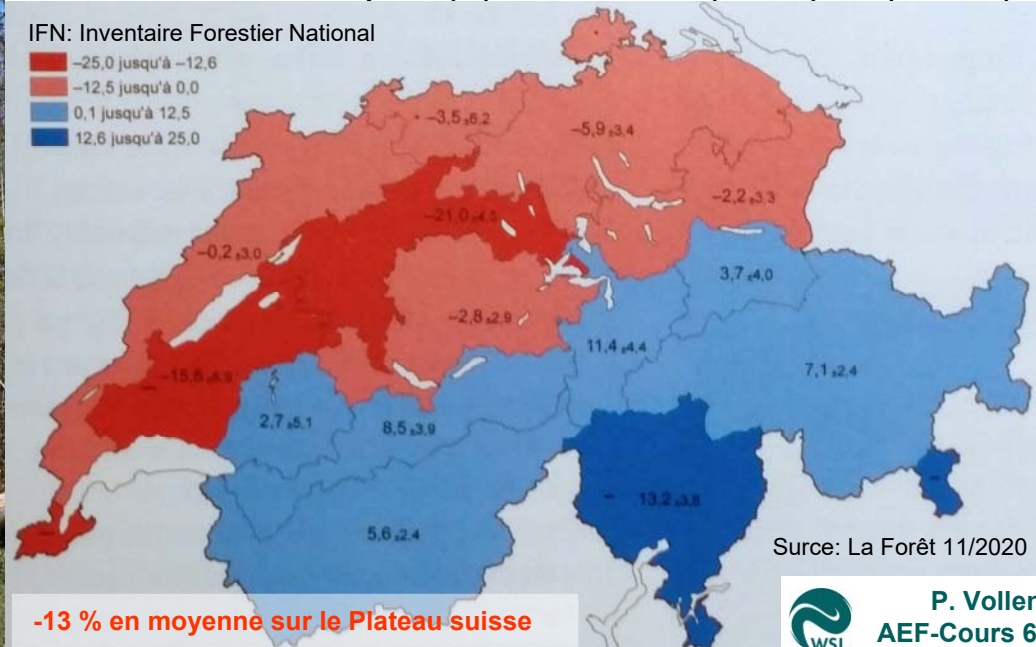 IFN: Inventaire Forestier National
–25,0 jusqu'à –12,6
–12,5 jusqu'à 0,0
0,1 jusqu'à 12,5
12,6 jusqu'à 25,0
–3,5 ±6,2
–5,9 ±3,4
–2,2 ±3,3
–21,0
–0,2 ±3,0
3,7 ±4,0
–2,8 ±2,9
11,4 ±4,4
7,1 ±2,4
–15,6
2,7 ±5,1
8,5 ±3,9
13,2 ±3,8
5,6 ±2,4
Surce: La Forêt 11/2020
-13 % en moyenne sur le Plateau suisse
P. Voller
AEF-Cours 6
WSL